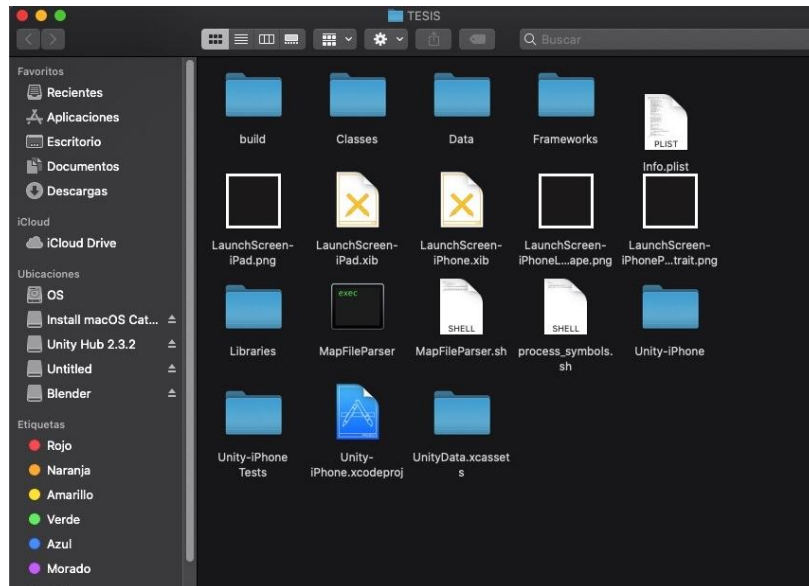 TESIS
Buscar
Favoritos
Recientes
Aplicaciones
Escritorio
Documentos
Descargas
iCloud
iCloud Drive
Ubicaciones
OS
Install macOS Cat...
Unity Hub 2.3.2
Untitled
Blender
Etiquetas
Rojo
Naranja
Amarillo
Verde
Azul
Morado
build
Classes
Data
Frameworks
PLIST
Info.plist
LaunchScreen-
iPad.png
LaunchScreen-
iPad.xib
LaunchScreen-
iPhone.xib
LaunchScreen-
iPhoneL...ape.png
LaunchScreen-
iPhoneP...trait.png
Libraries
exec
MapFileParser
SHELL
MapFileParser.sh
SHELL
process_symbols.
sh
Unity-iPhone
Unity-iPhone
Tests
Unity-
iPhone.xcodeproj
UnityData.xcasset
s